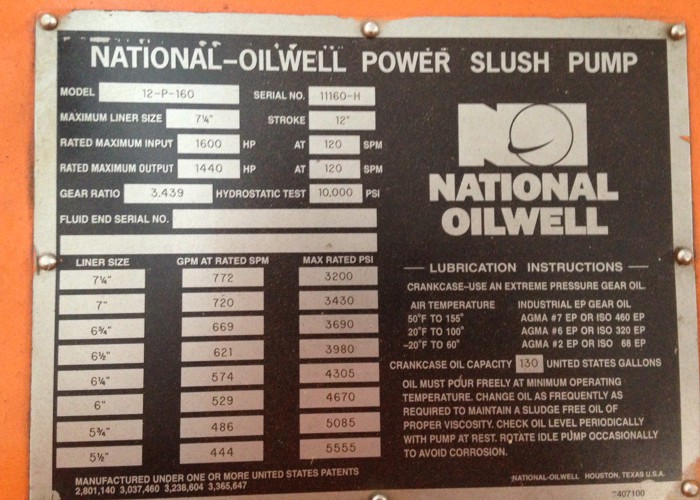 NATIONAL-OILWELL POWER SLUSH PUMP
MODEL 12-P-160 SERIAL NO. 11160-H
MAXIMUM LINER SIZE 7¼" STROKE 12"
RATED MAXIMUM INPUT 1600 HP AT 120 SPM
RATED MAXIMUM OUTPUT 1440 HP AT 120 SPM
GEAR RATIO 3.439 HYDROSTATIC TEST 10,000 PSI
FLUID END SERIAL NO.
LINER SIZE GPM AT RATED SPM MAX RATED PSI
7¼" 772 3200
7" 720 3430
6¾" 669 3690
6½" 621 3980
6¼" 574 4305
6" 529 4670
5¾" 486 5085
5½" 444 5555
MANUFACTURED UNDER ONE OR MORE UNITED STATES PATENTS
2,801,140 3,037,460 3,238,604 3,365,647
NOI
NATIONAL
OILWELL
LUBRICATION INSTRUCTIONS
CRANKCASE-USE AN EXTREME PRESSURE GEAR OIL.
AIR TEMPERATURE INDUSTRIAL EP GEAR OIL
50°F TO 155° AGMA #7 EP OR ISO 460 EP
20°F TO 100° AGMA #6 EP OR ISO 320 EP
-20°F TO 60° AGMA #2 EP OR ISO 68 EP
CRANKCASE OIL CAPACITY 130 UNITED STATES GALLONS
OIL MUST POUR FREELY AT MINIMUM OPERATING
TEMPERATURE. CHANGE OIL AS FREQUENTLY AS
REQUIRED TO MAINTAIN A SLUDGE FREE OIL OF
PROPER VISCOSITY. CHECK OIL LEVEL PERIODICALLY
WITH PUMP AT REST. ROTATE IDLE PUMP OCCASIONALLY
TO AVOID CORROSION.
NATIONAL-OILWELL HOUSTON, TEXAS U.S.A.
7407100